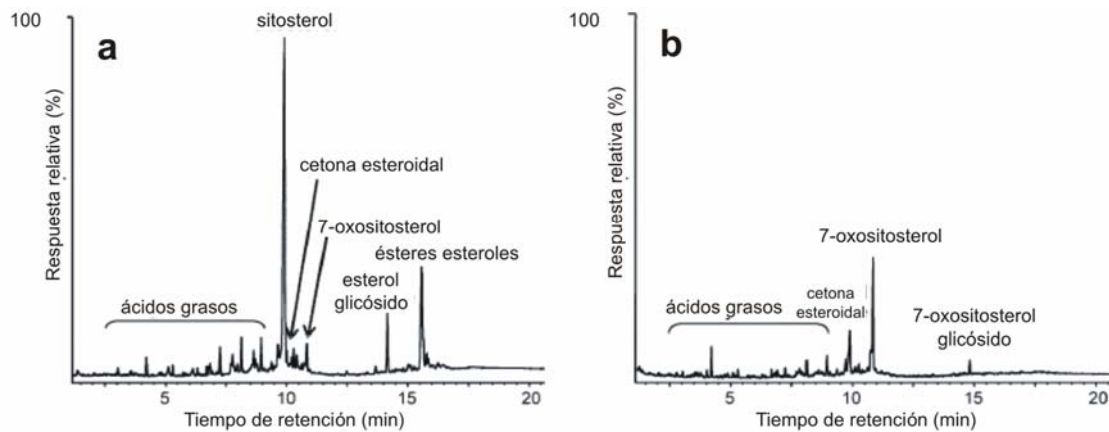 100
a
sitosterol
cetona esteroidal
7-oxositosterol
ésteres esteroles
esterol
glicósido
ácidos grasos
Respuesta relativa (%)
5
10
15
20
Tiempo de retención (min)
100
b
7-oxositosterol
cetona
esteroidal
ácidos grasos
7-oxositosterol
glicósido
Respuesta relativa (%)
5
10
15
20
Tiempo de retención (min)